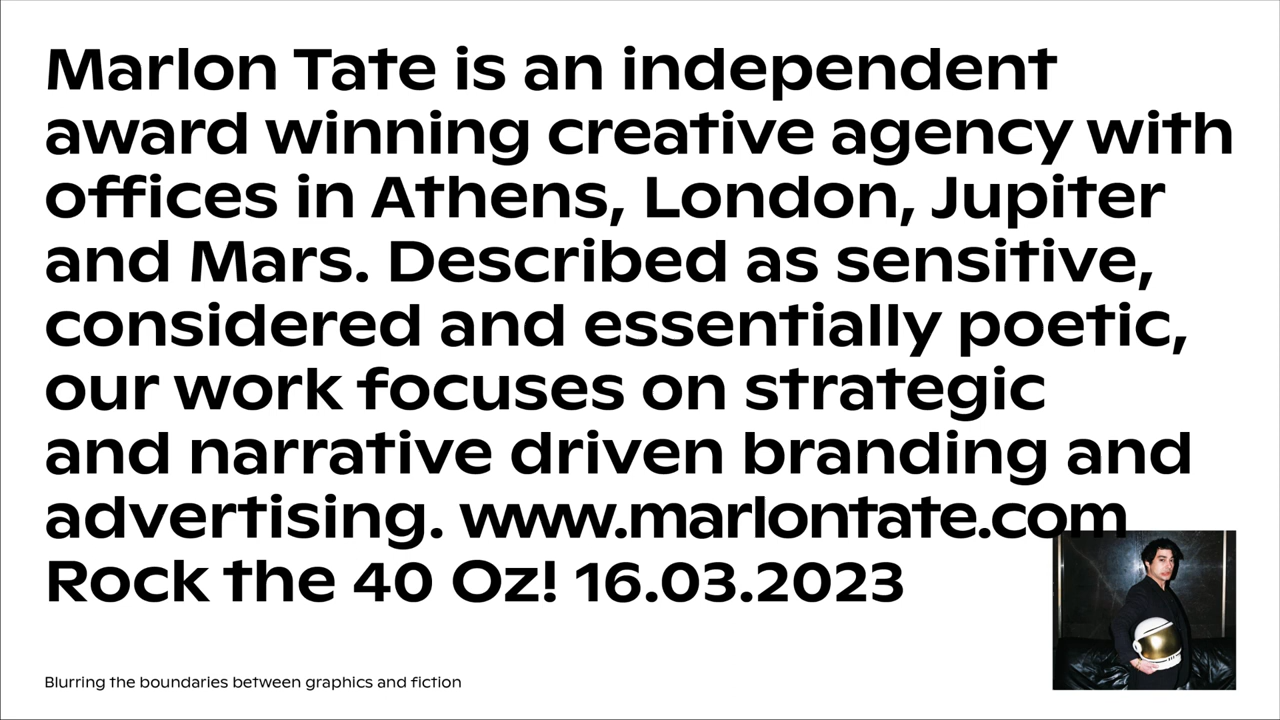 Marlon Tate is an independent
award winning creative agency with
offices in Athens, London, Jupiter
and Mars. Described as sensitive,
considered and essentially poetic,
our work focuses on strategic
and narrative driven branding and
advertising. www.marlontate.com
Rock the 40 Oz! 16.03.2023
Blurring the boundaries between graphics and fiction